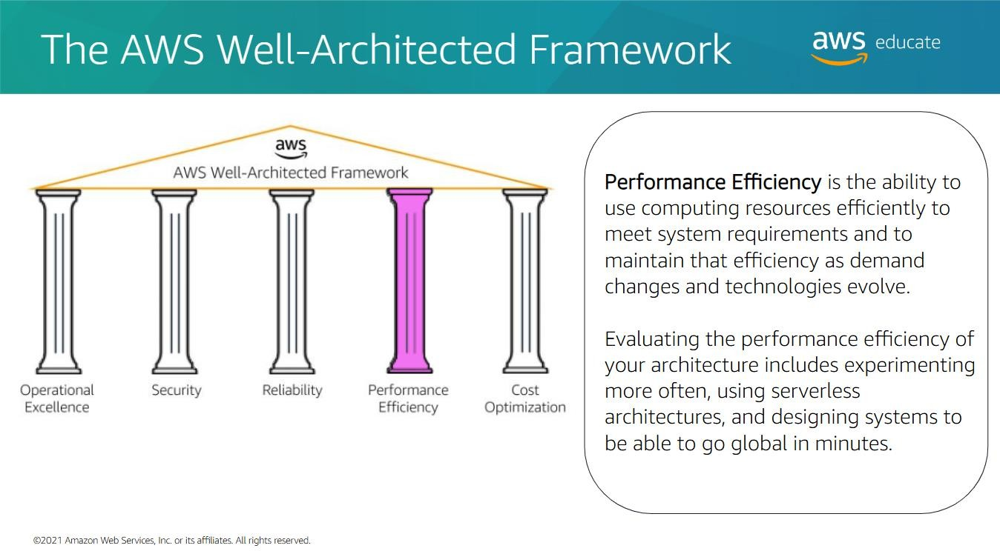 The AWS Well-Architected Framework
aws educate
aws
AWS Well-Architected Framework
Operational
Excellence
Security
Reliability
Performance
Efficiency
Cost
Optimization
Performance Efficiency is the ability to
use computing resources efficiently to
meet system requirements and to
maintain that efficiency as demand
changes and technologies evolve.
Evaluating the performance efficiency of
your architecture includes experimenting
more often, using serverless
architectures, and designing systems to
be able to go global in minutes.
©2021 Amazon Web Services, Inc. or its affiliates. All rights reserved.